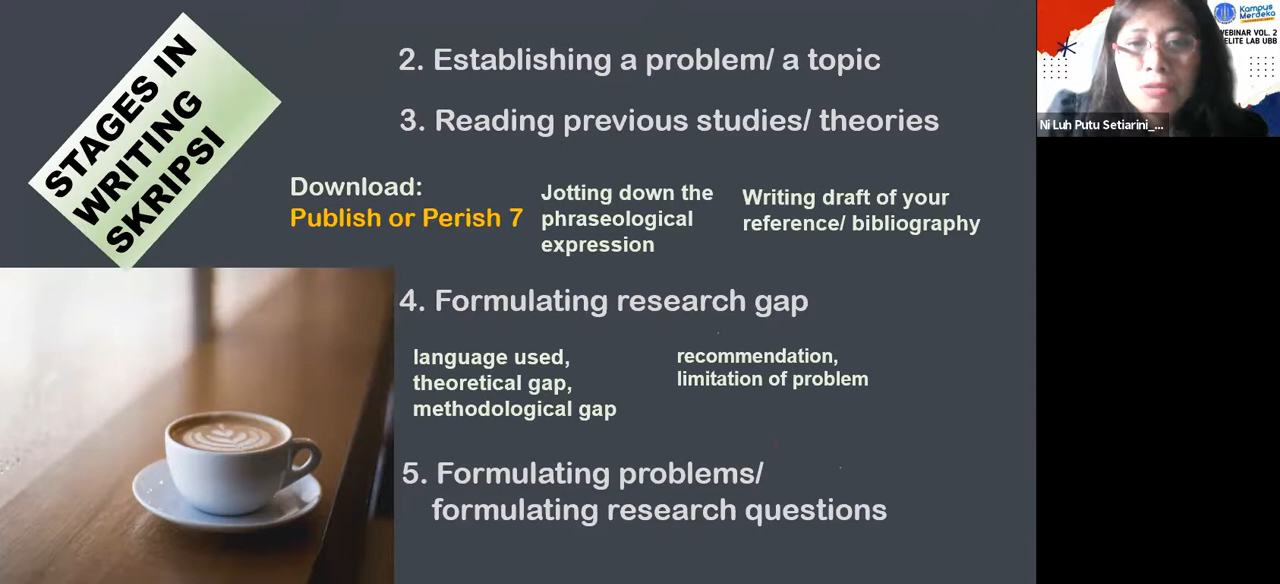 STAGES IN
WRITING
SKRIPSI
2. Establishing a problem/ a topic
3. Reading previous studies/ theories
Download:
Publish or Perish 7
Jotting down the
phraseological
expression
Writing draft of your
reference/ bibliography
4. Formulating research gap
language used,
theoretical gap,
methodological gap
recommendation,
limitation of problem
5. Formulating problems/
formulating research questions
Kampus
Merdeka
WEBINAR VOL. 2
ELITE LAB UBB
Ni Luh Putu Setiarini_...